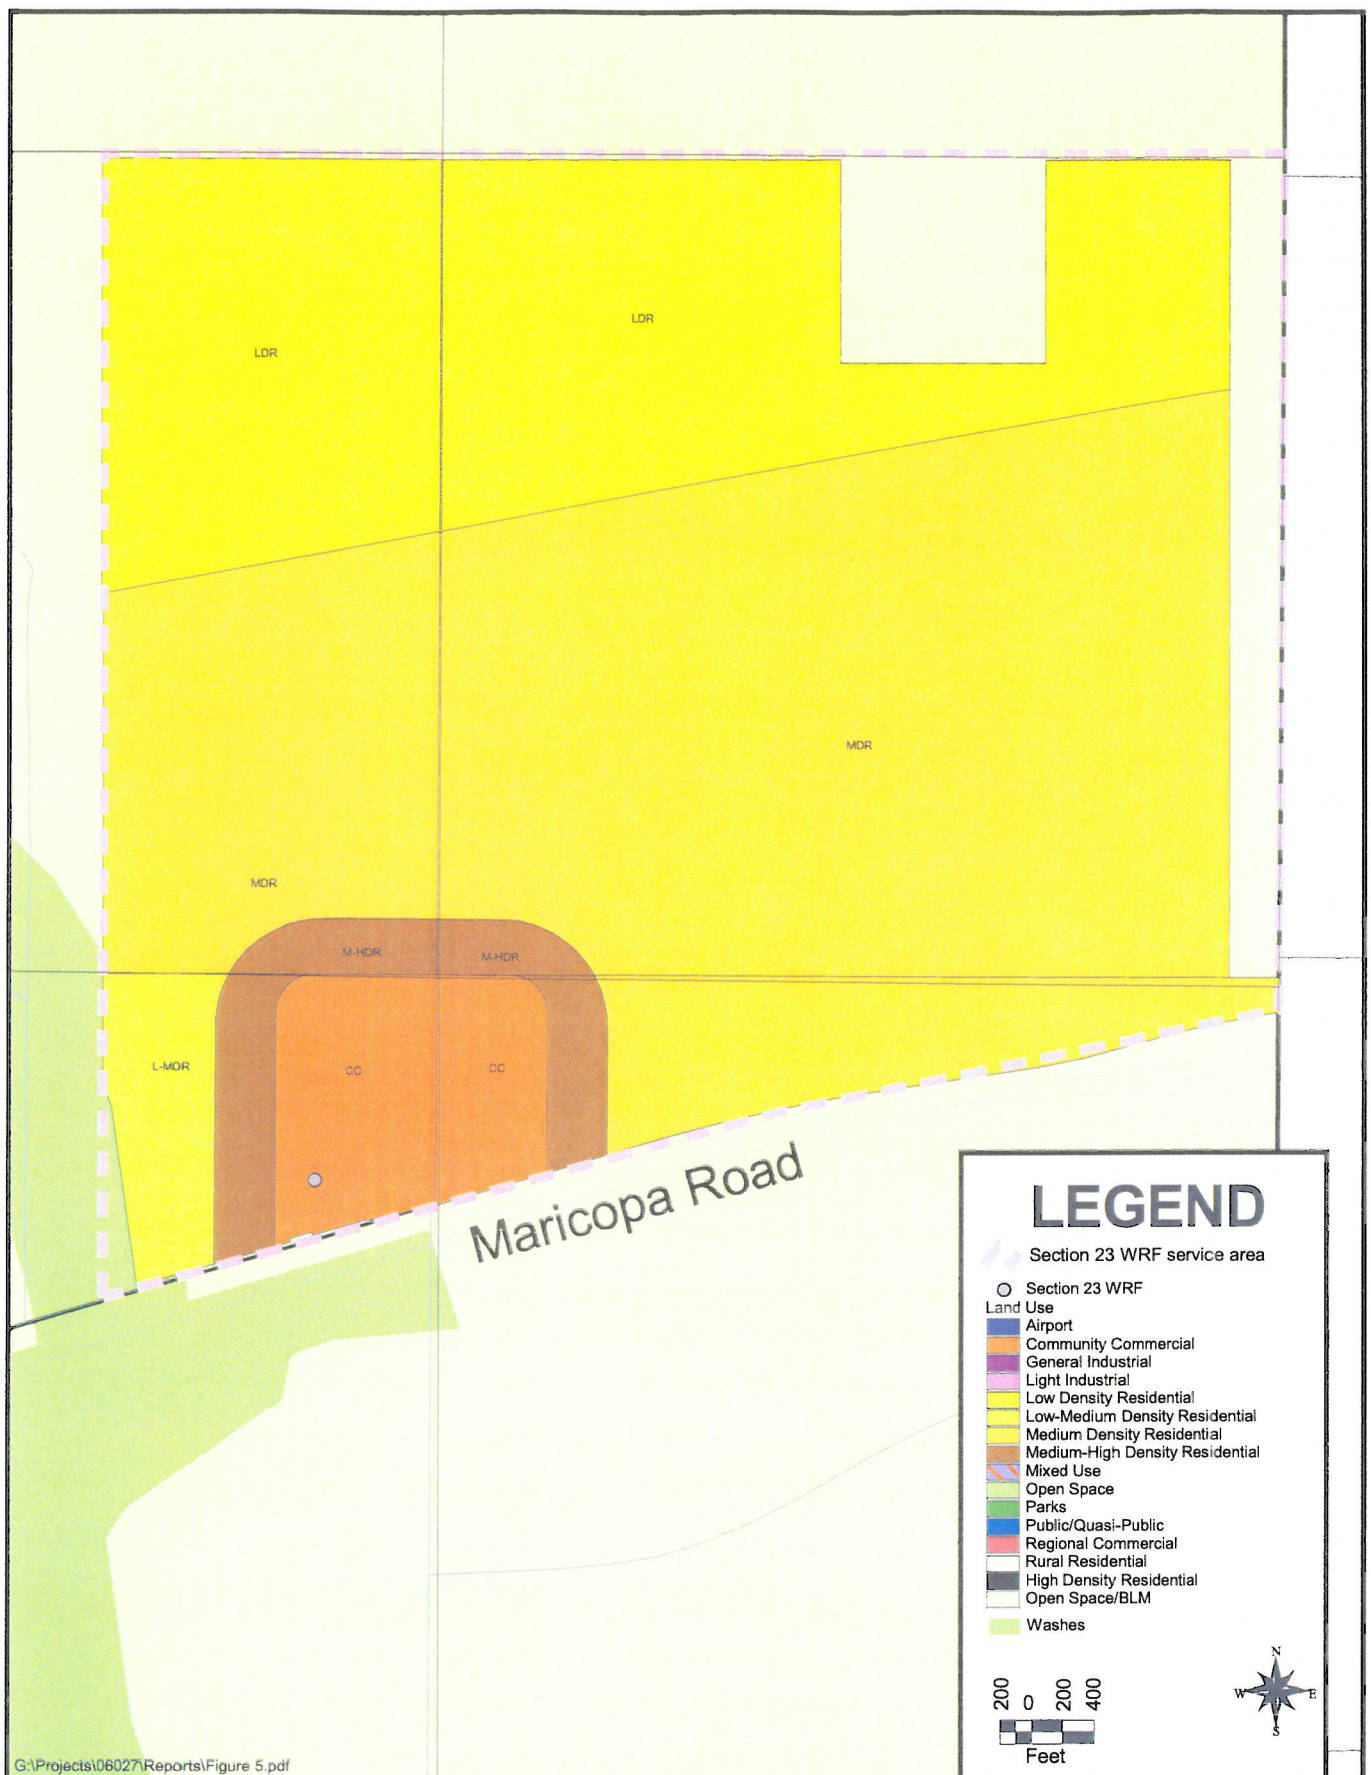 LDR
LDR
MDR
MDR
M-HDR
M-HDR
L-MDR
CC
CC
Maricopa Road
LEGEND
Section 23 WRF service area
Section 23 WRF
Land Use
Airport
Community Commercial
General Industrial
Light Industrial
Low Density Residential
Low-Medium Density Residential
Medium Density Residential
Medium-High Density Residential
Mixed Use
Open Space
Parks
Public/Quasi-Public
Regional Commercial
Rural Residential
High Density Residential
Open Space/BLM
Washes
N
W E
S
200 0 200 400
Feet
G:\Projects\06027\Reports\Figure 5.pdf